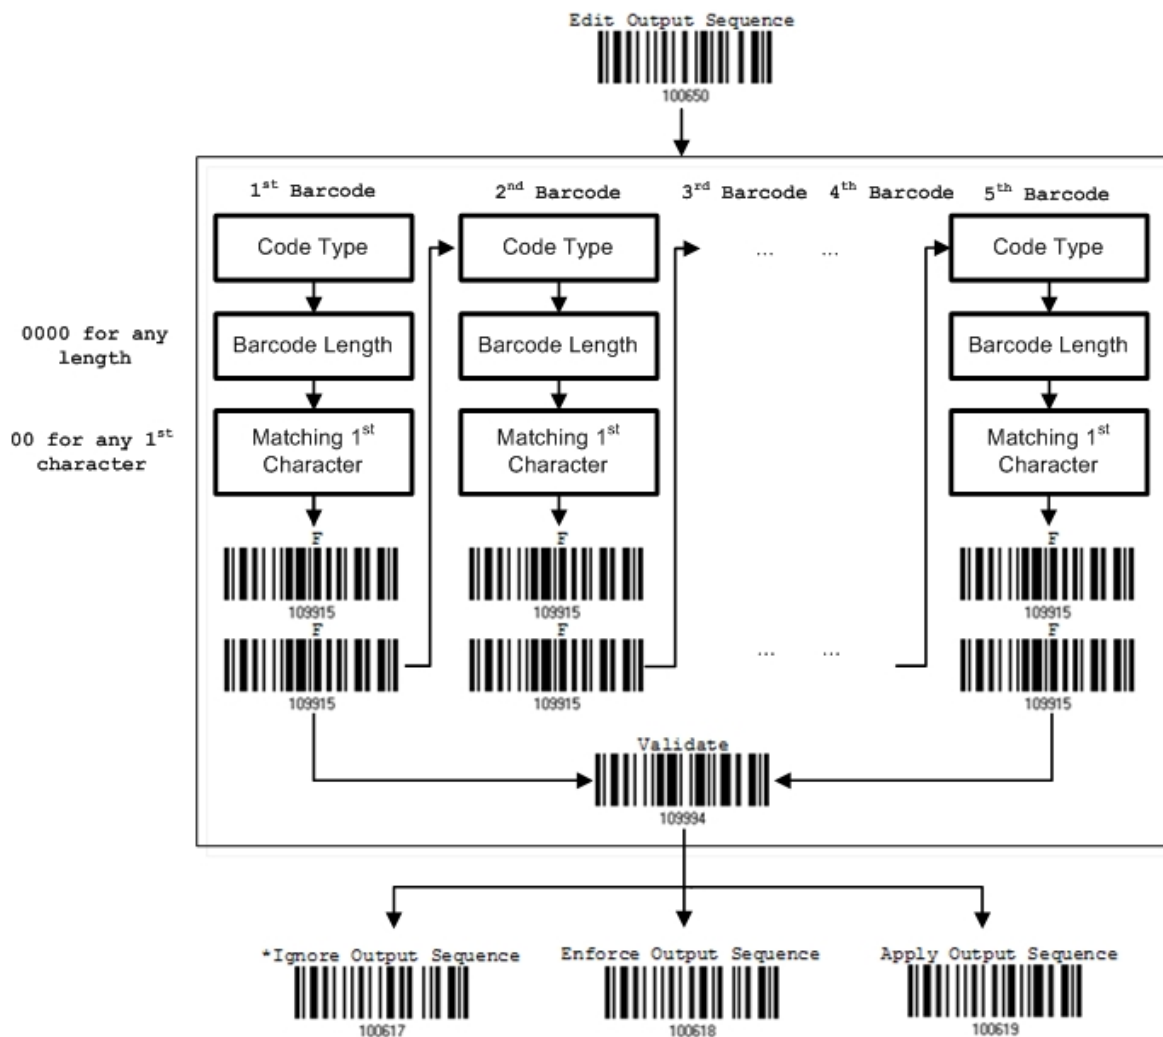 Edit Output Sequence
100650
1st Barcode 2nd Barcode 3rd Barcode 4th Barcode 5th Barcode
Code Type Code Type ... ... Code Type
0000 for any
length
Barcode Length Barcode Length Barcode Length
00 for any 1st
character
Matching 1st
Character
Matching 1st
Character
Matching 1st
Character
F F F
109915 109915 109915
F F F
... ...
109915 109915 109915
Validate
109994
*Ignore Output Sequence Enforce Output Sequence Apply Output Sequence
100617 100618 100619